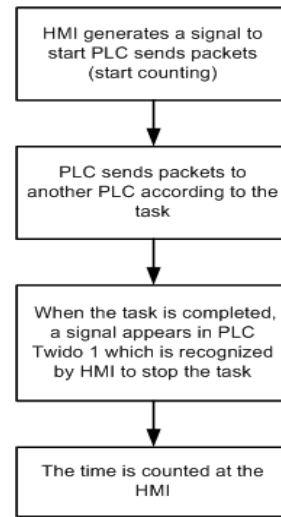 HMI generates a signal to
start PLC sends packets
(start counting)
PLC sends packets to
another PLC according to the
task
When the task is completed,
a signal appears in PLC
Twido 1 which is recognized
by HMI to stop the task
The time is counted at the
HMI